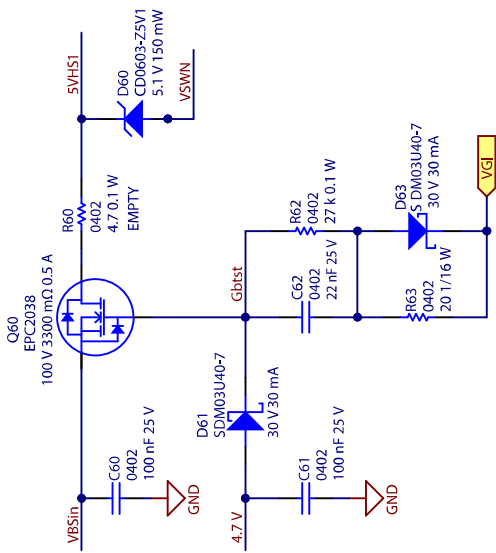 5VHS1
D60
CD0603-Z5V1
5.1 V 150 mW
VSWN
R60
0402
4.7 0.1 W
EMPTY
Q60
EPC2038
100 V 3300 mΩ 0.5 A
Gbtst
R62
0402
27 k 0.1 W
D63
S DM03U40-7
30 V 30 mA
VGI
C62
0402
22 nF 25 V
R63
0402
20 1/16 W
D61
SDM03U40-7
30 V 30 mA
VBSin
C60
0402
100 nF 25 V
GND
4.7 V
C61
0402
100 nF 25 V
GND